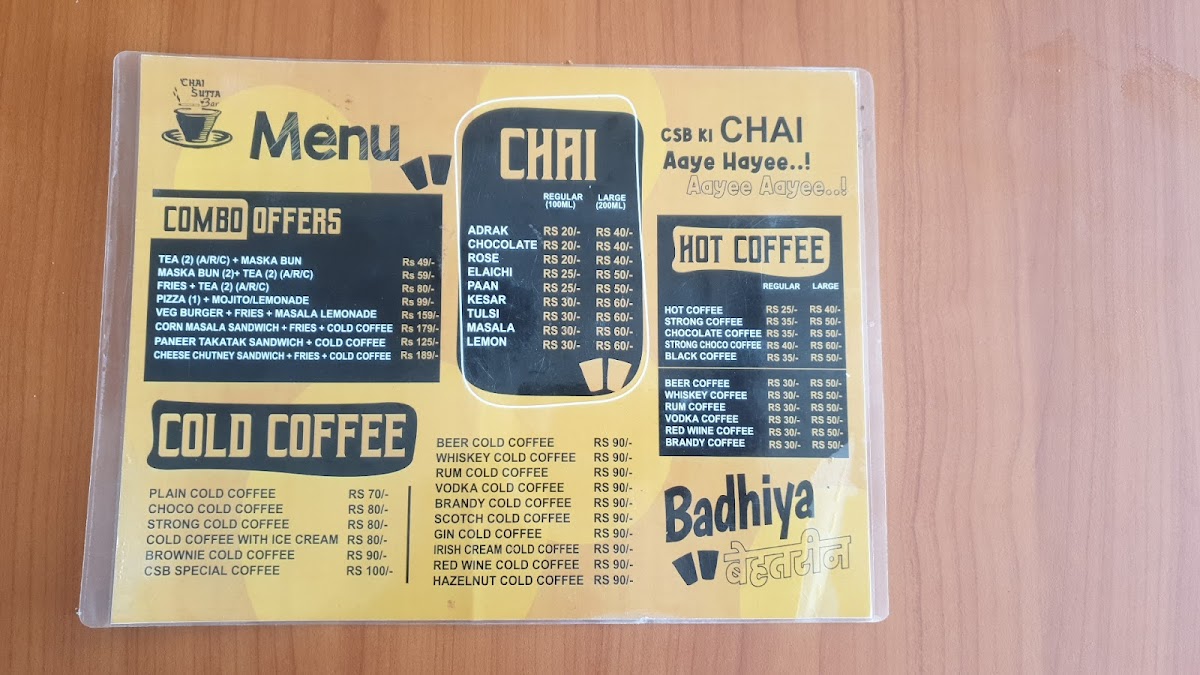 CHAI
SUTTA
Bar
Menu
COMBO OFFERS
TEA (2) (A/R/C) + MASKA BUN Rs 49/-
MASKA BUN (2)+ TEA (2) (A/R/C) Rs 59/-
FRIES + TEA (2) (A/R/C) Rs 80/-
PIZZA (1) + MOJITO/LEMONADE Rs 99/-
VEG BURGER + FRIES + MASALA LEMONADE Rs 159/-
CORN MASALA SANDWICH + FRIES + COLD COFFEE Rs 179/-
PANEER TAKATAK SANDWICH + COLD COFFEE Rs 125/-
CHEESE CHUTNEY SANDWICH + FRIES + COLD COFFEE Rs 189/-
CHAI
REGULAR LARGE
(100ML) (200ML)
ADRAK RS 20/- RS 40/-
CHOCOLATE RS 20/- RS 40/-
ROSE RS 20/- RS 40/-
ELAICHI RS 25/- RS 50/-
PAAN RS 25/- RS 50/-
KESAR RS 30/- RS 60/-
TULSI RS 30/- RS 60/-
MASALA RS 30/- RS 60/-
LEMON RS 30/- RS 60/-
CSB KI CHAI
Aaye Hayee..!
Aayee Aayee..!
HOT COFFEE
REGULAR LARGE
HOT COFFEE RS 25/- RS 40/-
STRONG COFFEE RS 35/- RS 50/-
CHOCOLATE COFFEE RS 35/- RS 50/-
STRONG CHOCO COFFEE RS 40/- RS 60/-
BLACK COFFEE RS 35/- RS 50/-
BEER COFFEE RS 30/- RS 50/-
WHISKEY COFFEE RS 30/- RS 50/-
RUM COFFEE RS 30/- RS 50/-
VODKA COFFEE RS 30/- RS 50/-
RED WIINE COFFEE RS 30/- RS 50/-
BRANDY COFFEE RS 30/- RS 50/-
COLD COFFEE
PLAIN COLD COFFEE RS 70/-
CHOCO COLD COFFEE RS 80/-
STRONG COLD COFFEE RS 80/-
COLD COFFEE WITH ICE CREAM RS 80/-
BROWNIE COLD COFFEE RS 90/-
CSB SPECIAL COFFEE RS 100/-
BEER COLD COFFEE RS 90/-
WHISKEY COLD COFFEE RS 90/-
RUM COLD COFFEE RS 90/-
VODKA COLD COFFEE RS 90/-
BRANDY COLD COFFEE RS 90/-
SCOTCH COLD COFFEE RS 90/-
GIN COLD COFFEE RS 90/-
IRISH CREAM COLD COFFEE RS 90/-
RED WINE COLD COFFEE RS 90/-
HAZELNUT COLD COFFEE RS 90/-
Badhiya
बेहतरीन